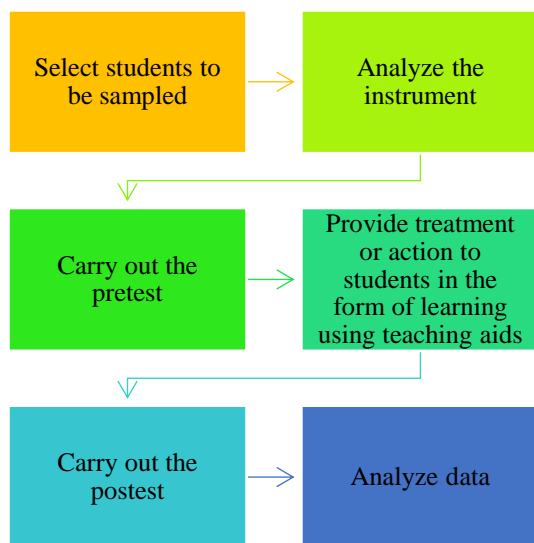 Select students to
be sampled
Analyze the
instrument
Carry out the
pretest
Provide treatment
or action to
students in the
form of learning
using teaching aids
Carry out the
postest
Analyze data